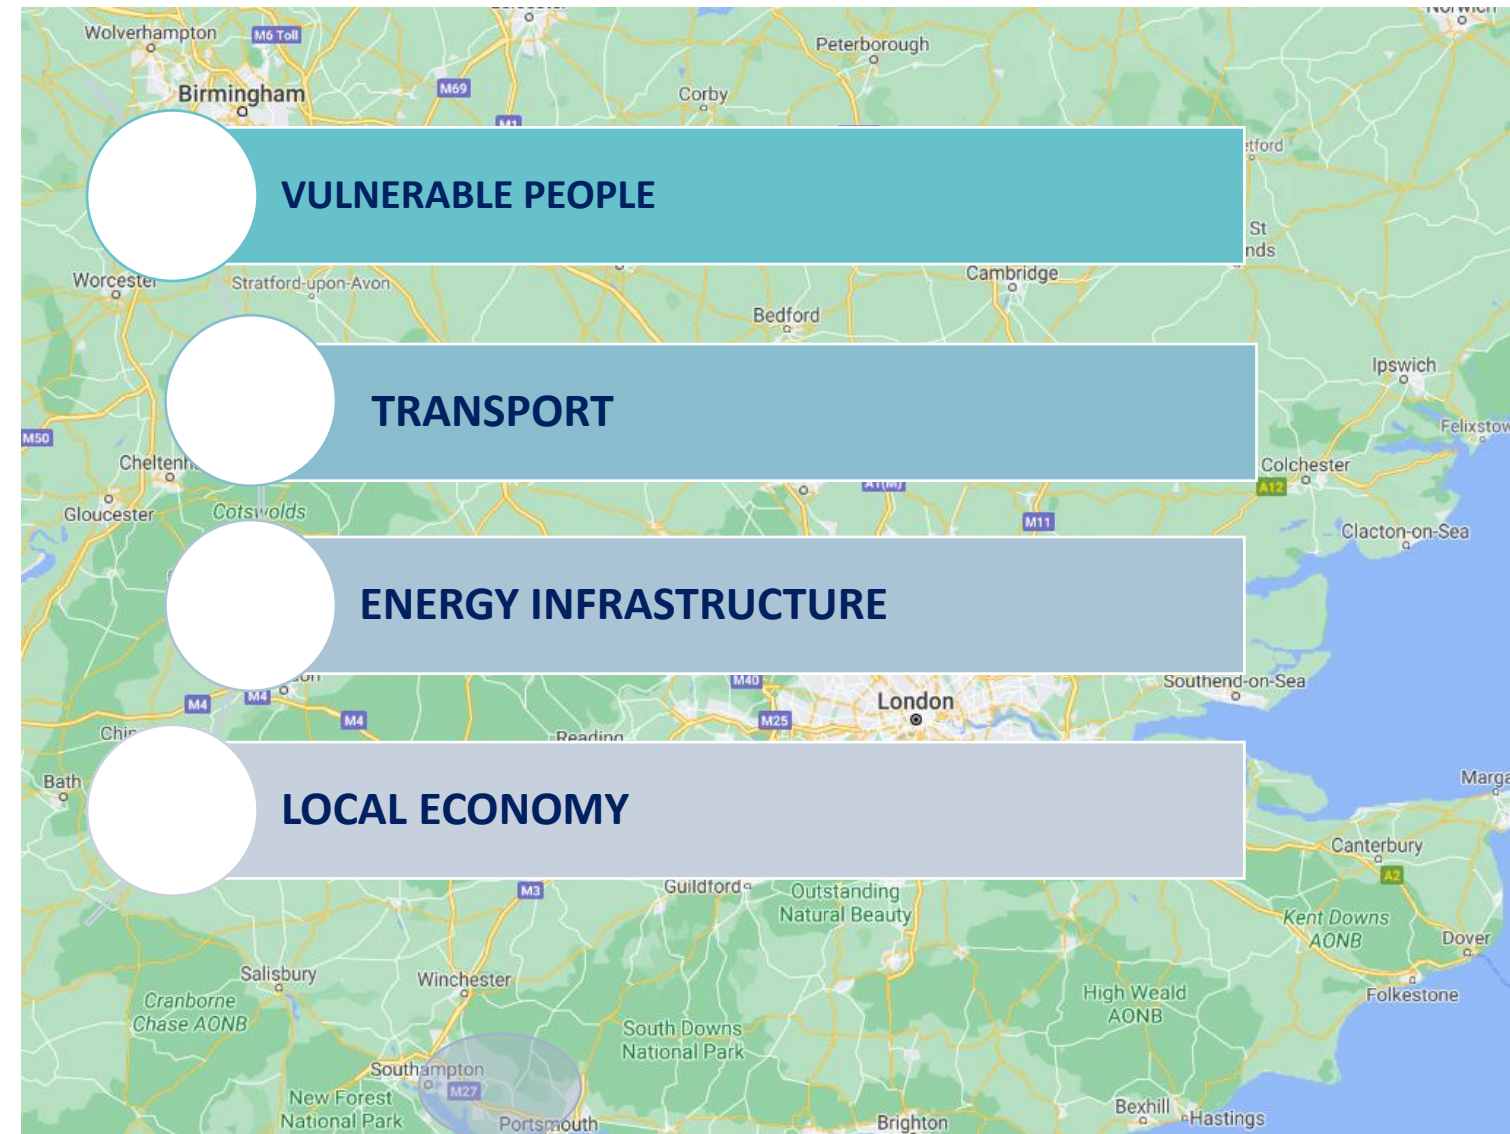 Wolverhampton
M6 Toll
Peterborough
Birmingham
M69
Corby
M1
VULNERABLE PEOPLE
St
Worcester
Stratford-upon-Avon
Cambridge
Bedford
Ipswich
TRANSPORT
M50
Colchester
A12
A1(M)
Gloucester
Cotswolds
M11
Clacton-on-Sea
ENERGY INFRASTRUCTURE
M40
Southend-on-Sea
London
M4
M4
M4
M25
Reading
Bath
LOCAL ECONOMY
Canterbury
A2
M3
Guildford
Outstanding
Natural Beauty
Kent Downs
AONB
Dover
Salisbury
Winchester
Cranborne
Chase AONB
High Weald
AONB
Folkestone
South Downs
National Park
Southampton
M27
New Forest
National Park
Portsmouth
Brighton
Bexhill
Hastings